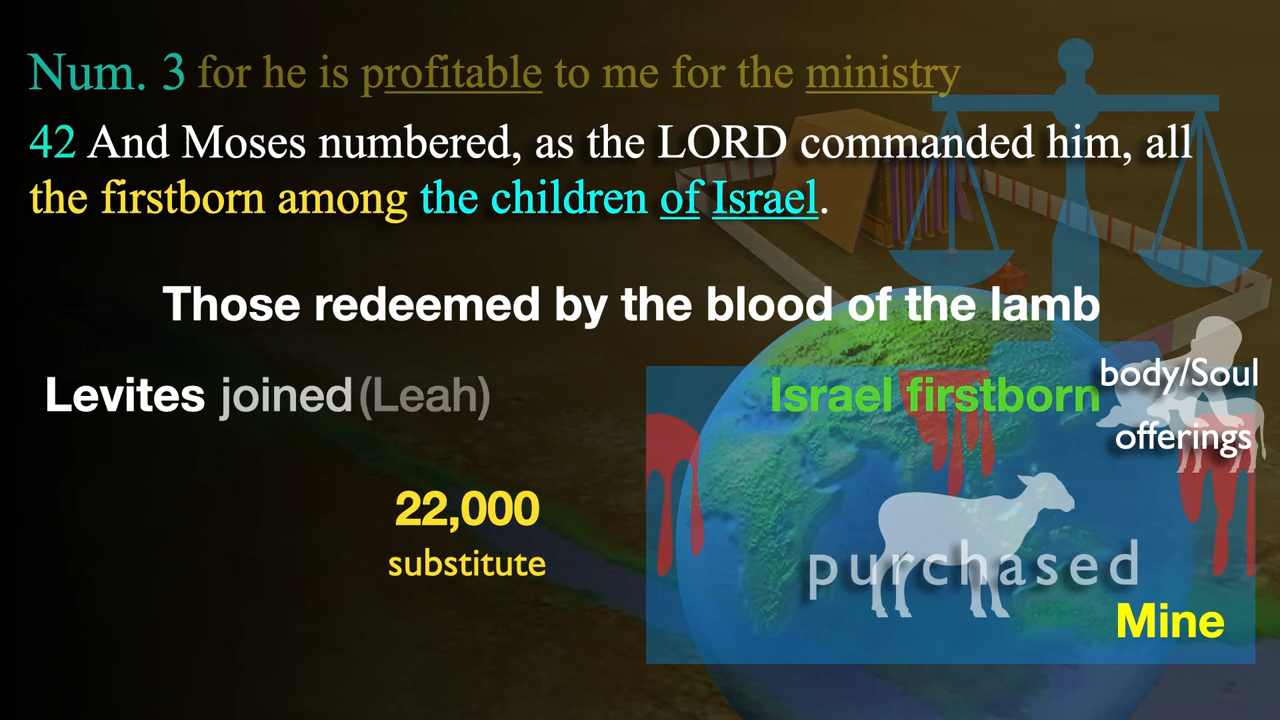 Num. 3 for he is profitable to me for the ministry
42 And Moses numbered, as the LORD commanded him, all
the firstborn among the children of Israel.
Those redeemed by the blood of the lamb
Levites joined (Leah)
Israel firstborn
body/Soul
offerings
22,000
substitute
purchased
Mine